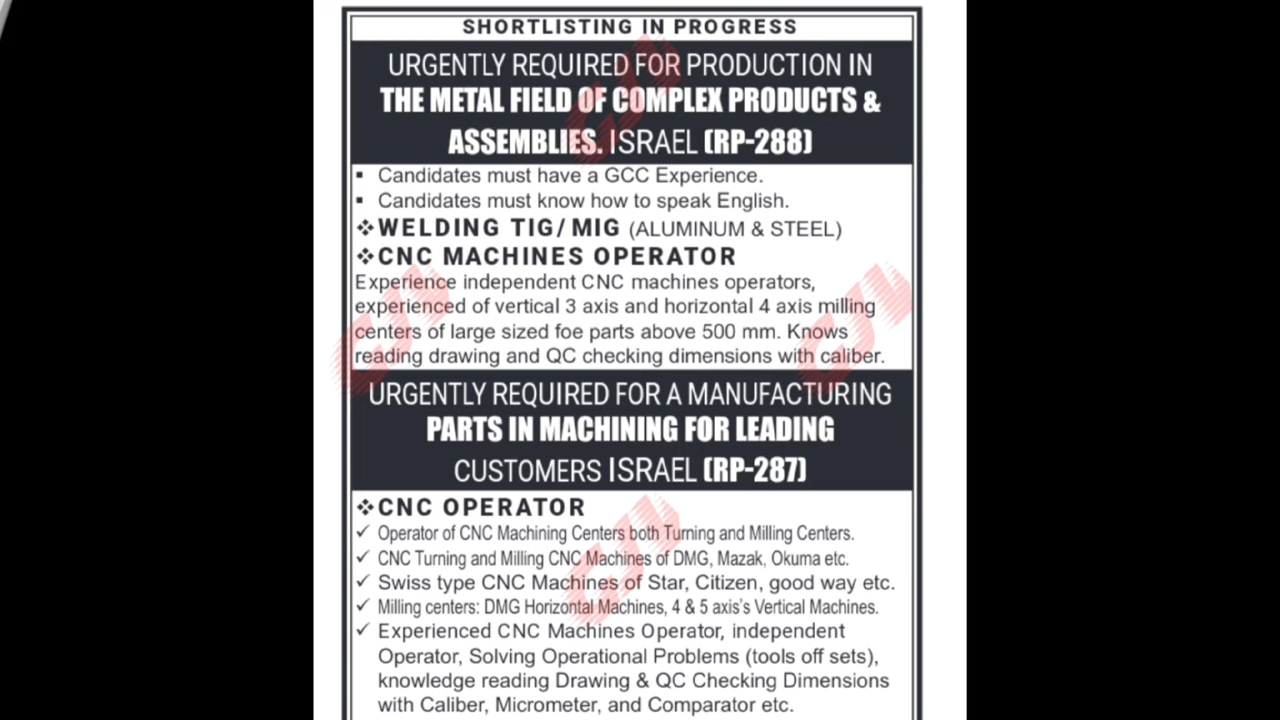 SHORTLISTING IN PROGRESS
URGENTLY REQUIRED FOR PRODUCTION IN
THE METAL FIELD OF COMPLEX PRODUCTS &
ASSEMBLIES. ISRAEL (RP-288)
▪ Candidates must have a GCC Experience.
▪ Candidates must know how to speak English.
❖WELDING TIG/MIG (ALUMINUM & STEEL)
❖CNC MACHINES OPERATOR
Experience independent CNC machines operators,
experienced of vertical 3 axis and horizontal 4 axis milling
centers of large sized foe parts above 500 mm. Knows
reading drawing and QC checking dimensions with caliber.
URGENTLY REQUIRED FOR A MANUFACTURING
PARTS IN MACHINING FOR LEADING
CUSTOMERS ISRAEL (RP-287)
❖CNC OPERATOR
✓ Operator of CNC Machining Centers both Turning and Milling Centers.
✓ CNC Turning and Milling CNC Machines of DMG, Mazak, Okuma etc.
✓ Swiss type CNC Machines of Star, Citizen, good way etc.
✓ Milling centers: DMG Horizontal Machines, 4 & 5 axis's Vertical Machines.
✓ Experienced CNC Machines Operator, independent
Operator, Solving Operational Problems (tools off sets),
knowledge reading Drawing & QC Checking Dimensions
with Caliber, Micrometer, and Comparator etc.